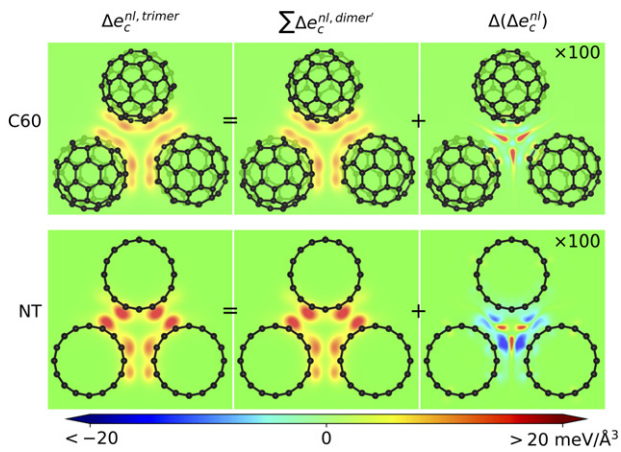 Δe_c^{nl,trimer} ∑Δe_c^{nl,dimer′} Δ(Δe_c^{nl})
×100
C60 = +
×100
NT = +
< −20 0 > 20 meV/Å³